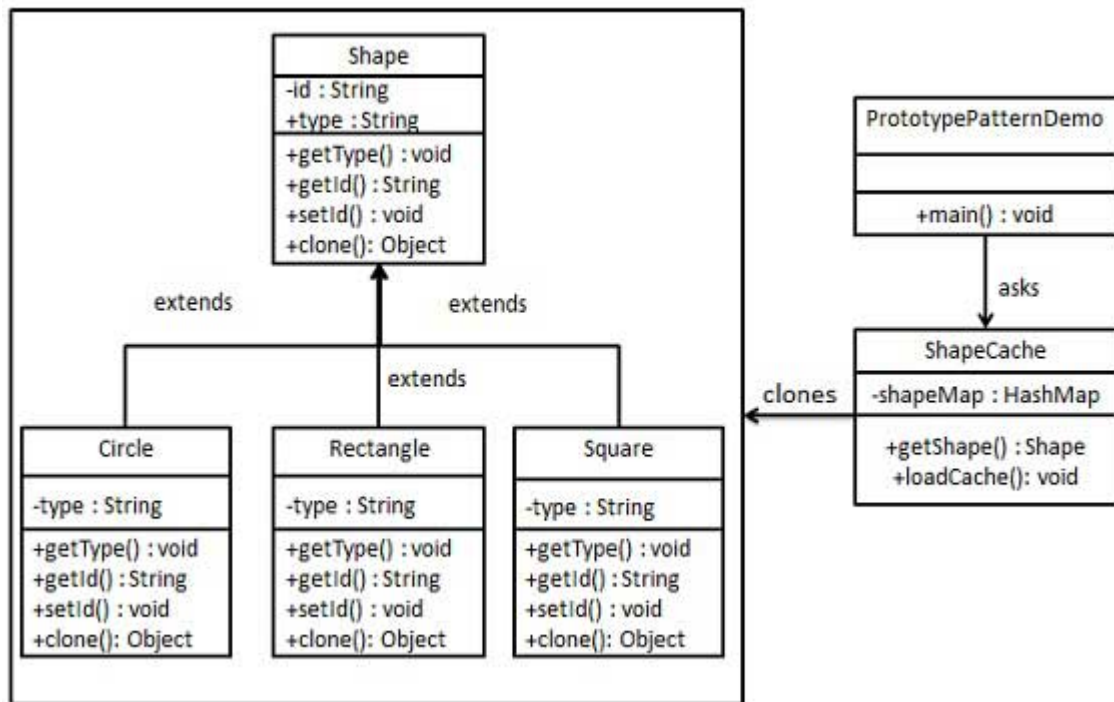 Shape
-id : String
+type : String
+getType() : void
+getId() : String
+setId() : void
+clone(): Object
extends
extends
extends
Circle
-type : String
+getType() : void
+getId() : String
+setId() : void
+clone(): Object
Rectangle
-type : String
+getType() : void
+getId() : String
+setId() : void
+clone(): Object
Square
-type : String
+getType() : void
+getId() : String
+setId() : void
+clone(): Object
PrototypePatternDemo
+main() : void
asks
ShapeCache
-shapeMap : HashMap
+getShape() : Shape
+loadCache(): void
clones